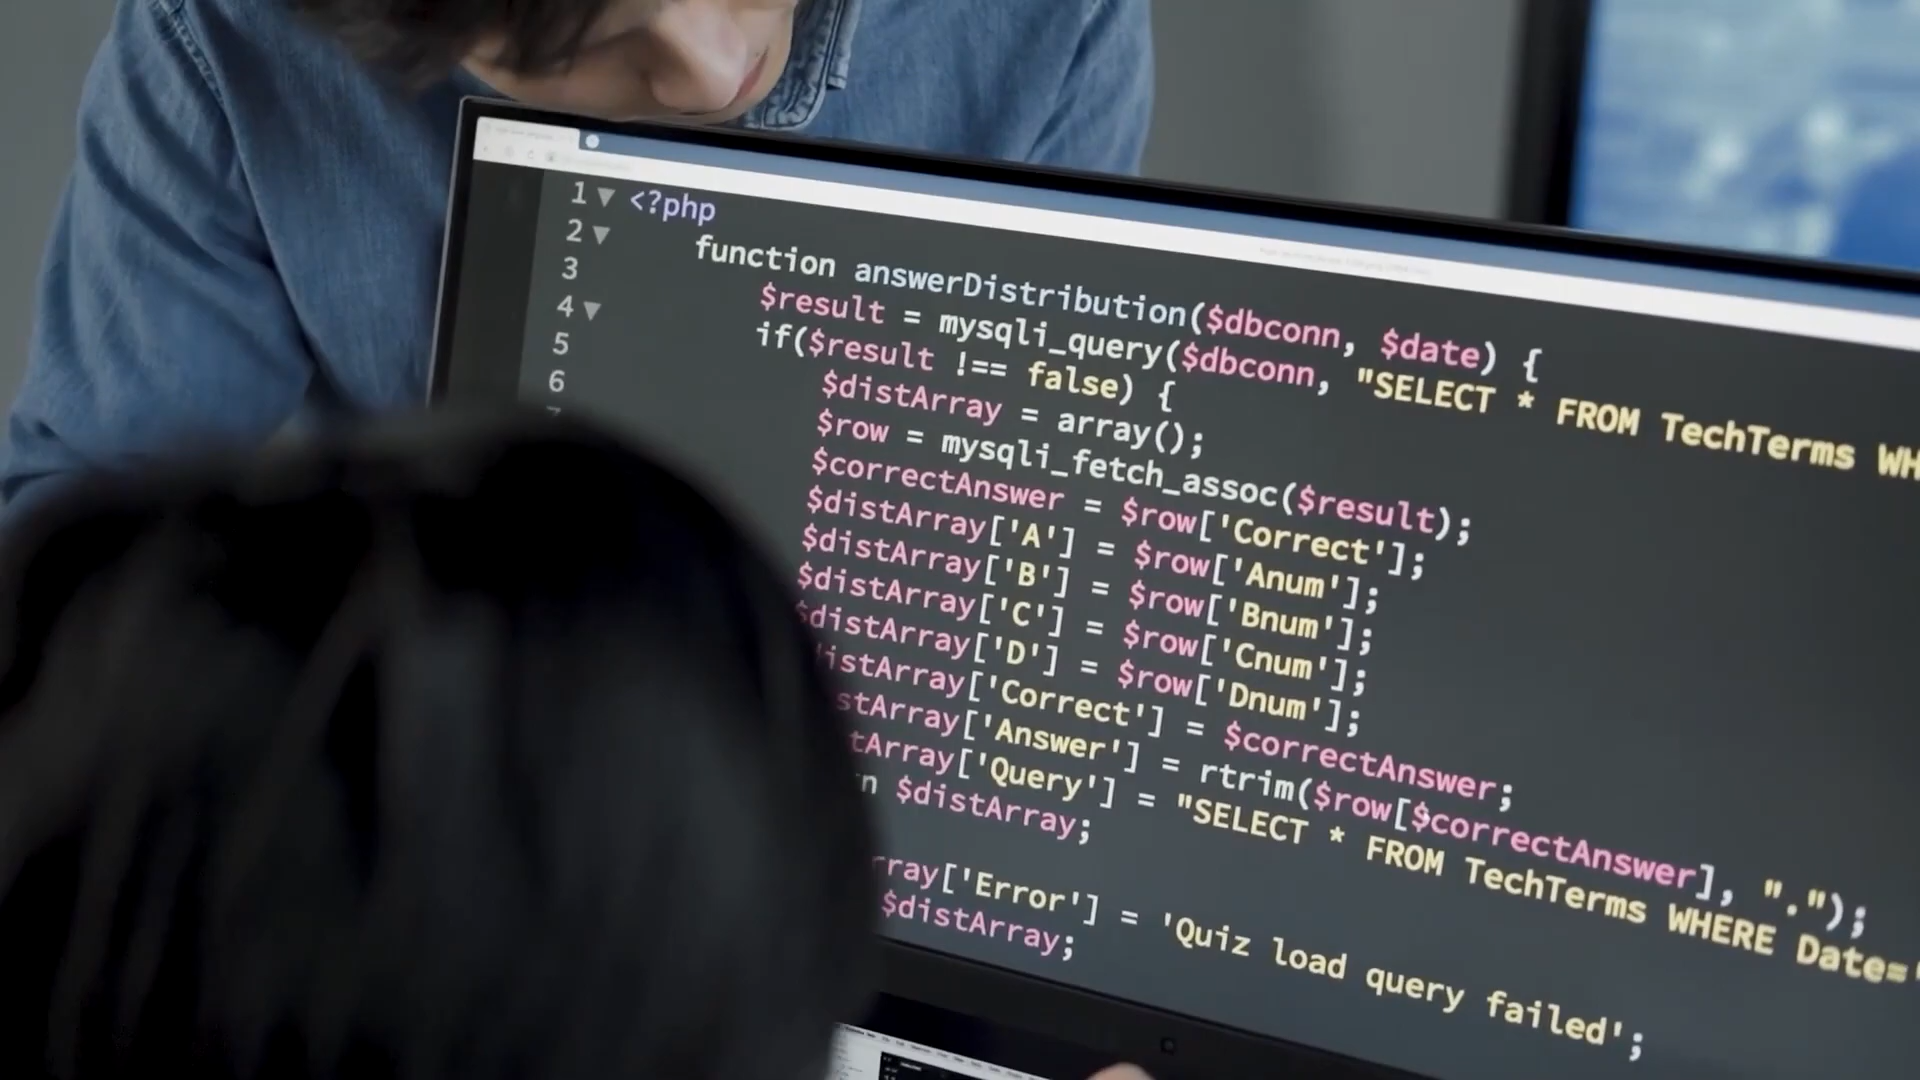 1 <?php
2 function answerDistribution($dbconn, $date) {
3 $result = mysqli_query($dbconn, "SELECT * FROM TechTerms WH
4 if($result !== false) {
5 $distArray = array();
6 $row = mysqli_fetch_assoc($result);
$correctAnswer = $row['Correct'];
$distArray['A'] = $row['Anum'];
$distArray['B'] = $row['Bnum'];
$distArray['C'] = $row['Cnum'];
$distArray['D'] = $row['Dnum'];
istArray['Correct'] = $correctAnswer;
stArray['Answer'] = rtrim($row[$correctAnswer], ".");
tArray['Query'] = "SELECT * FROM TechTerms WHERE Date='
n $distArray;
rray['Error'] = 'Quiz load query failed';
$distArray;